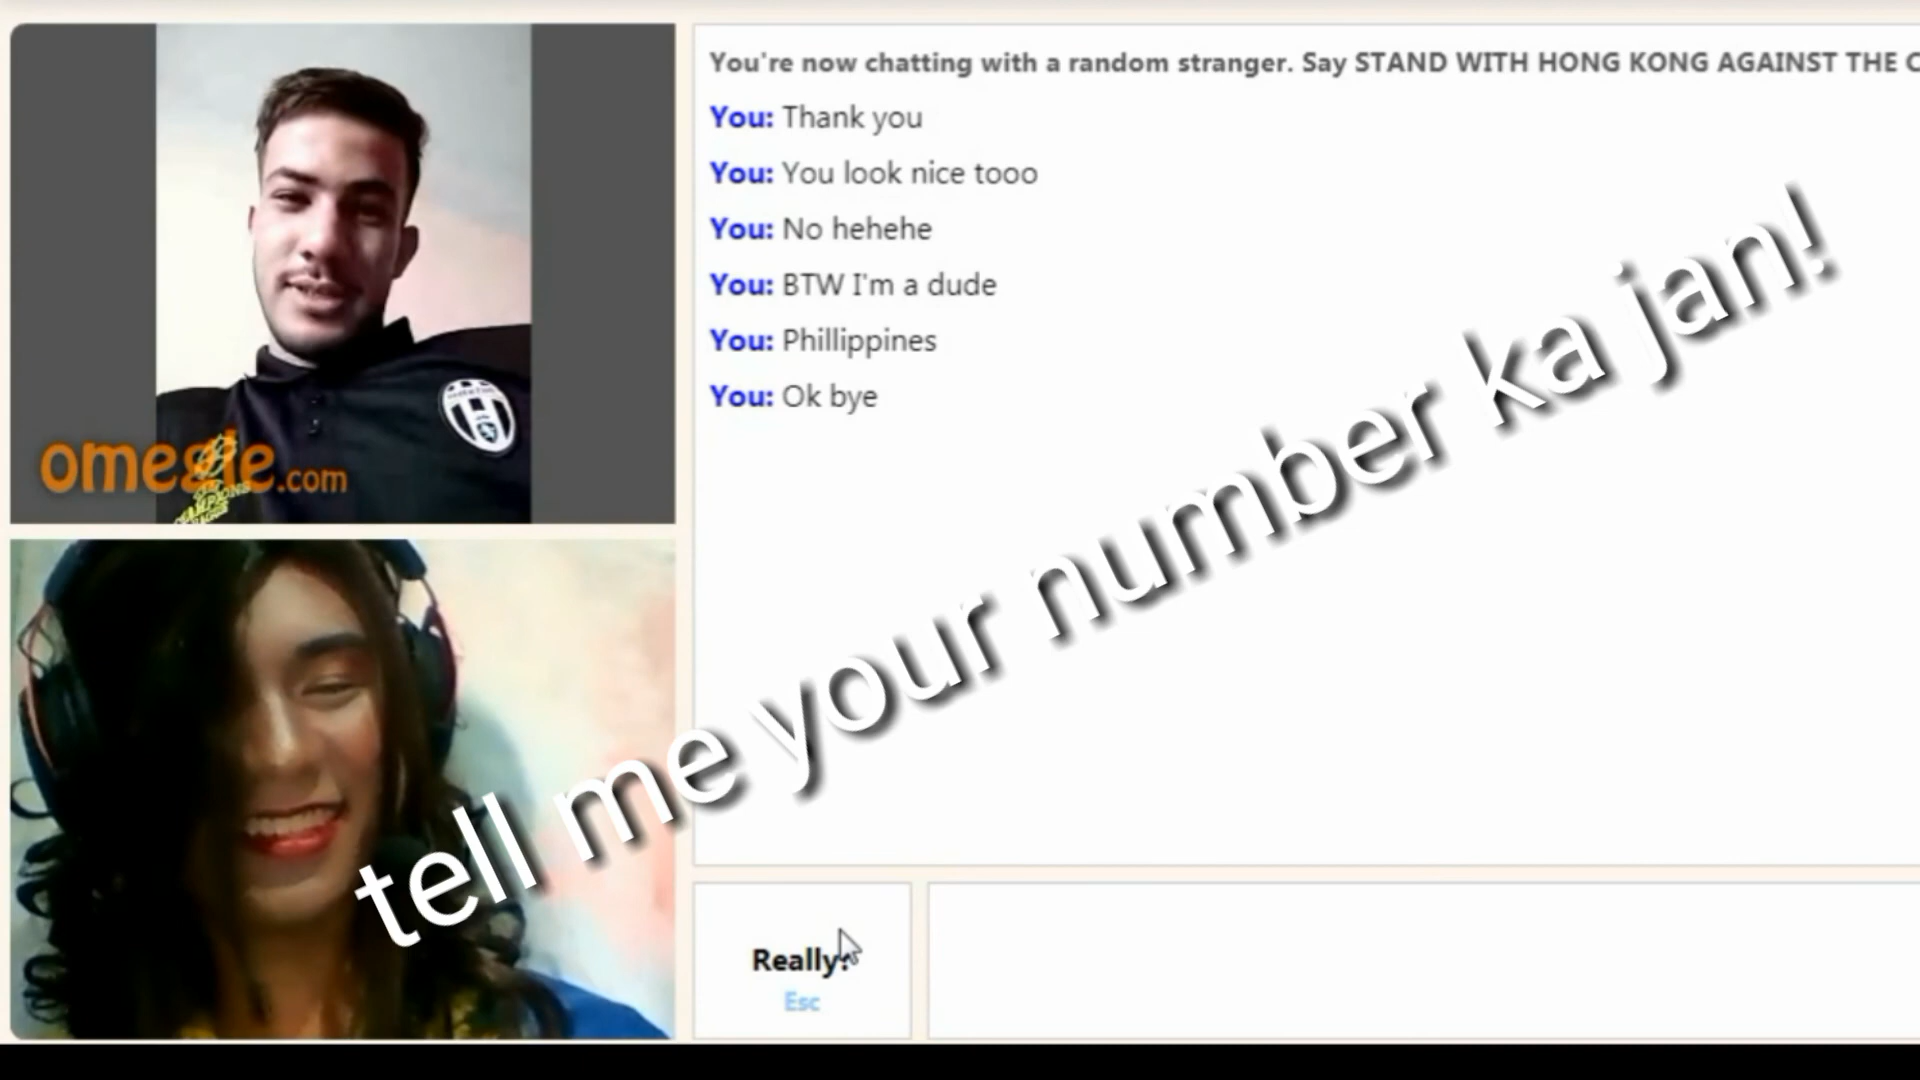 You're now chatting with a random stranger. Say STAND WITH HONG KONG AGAINST THE
You: Thank you
You: You look nice tooo
You: No hehehe
You: BTW I'm a dude
You: Phillippines
You: Ok bye
omegle.com
CHAMPIONS
tell me your number ka jan!
Really?
Esc